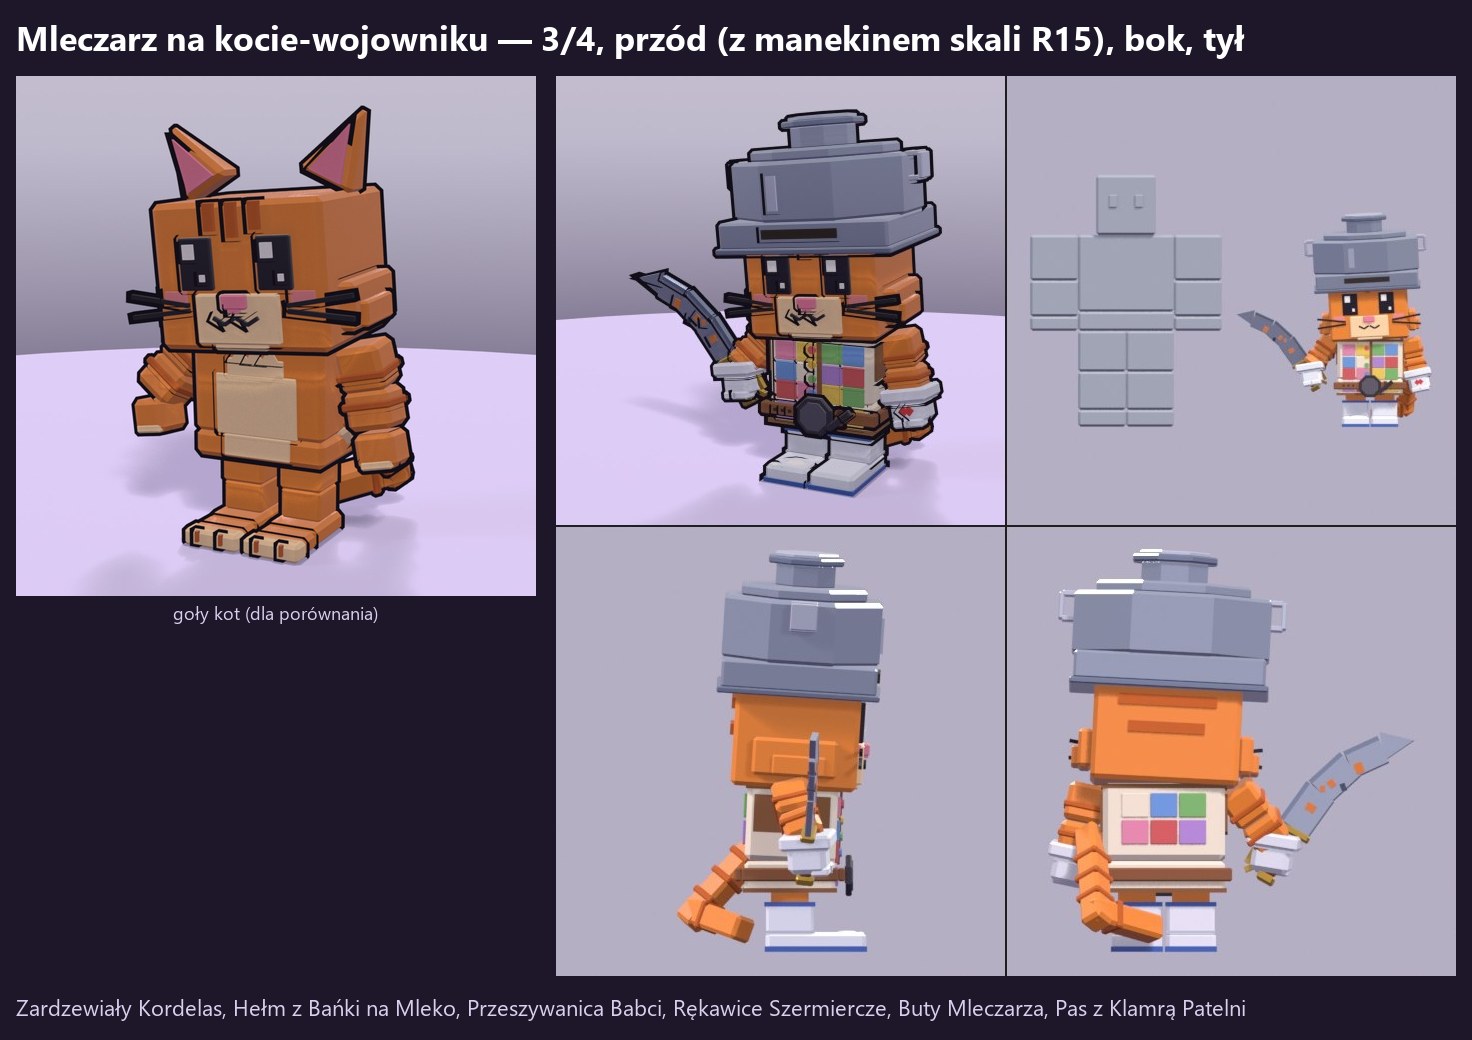 Mleczarz na kocie-wojowniku — 3/4, przód (z manekinem skali R15), bok, tył
goły kot (dla porównania)
Zardzewiały Kordelas, Hełm z Bańki na Mleko, Przeszywanica Babci, Rękawice Szermiercze, Buty Mleczarza, Pas z Klamrą Patelni